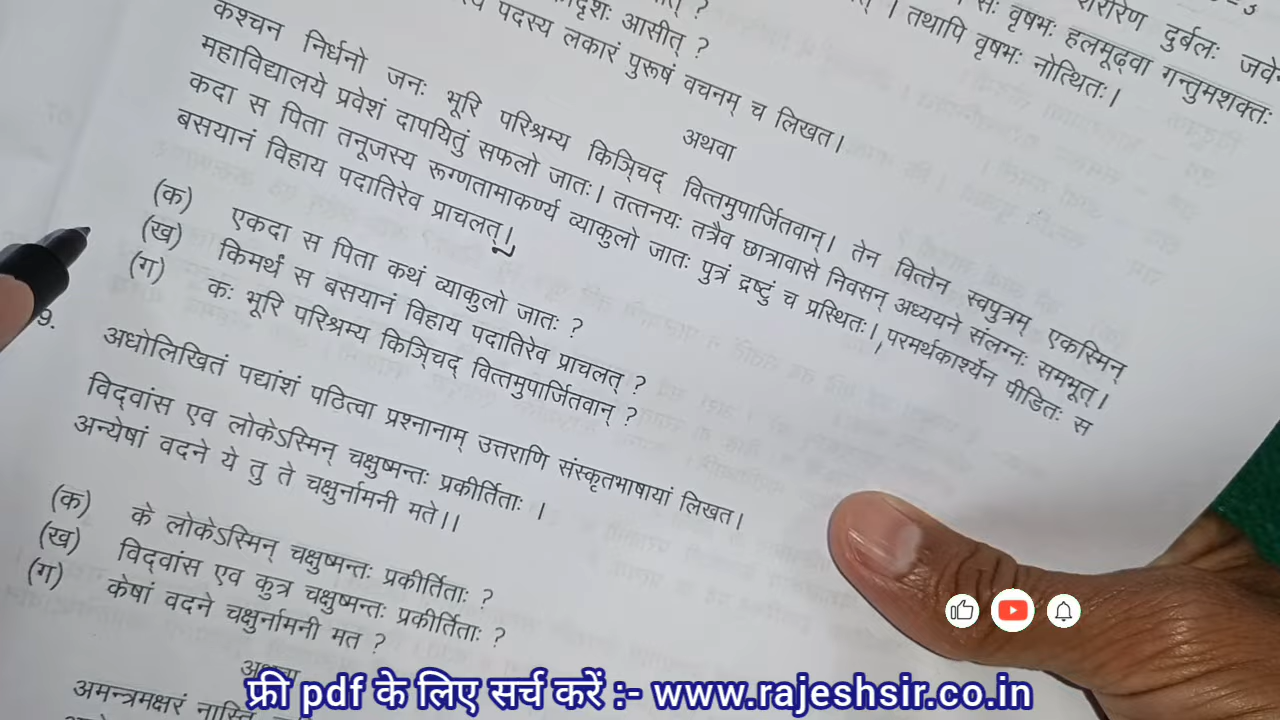 शरीरेण दुर्बलः
सः वृषभः हलमूढ्वा गन्तुमशक्तः
तथापि वृषभः नोत्थितः।
आसीत् ?
पदस्य लकारं पुरूषं वचनम् च लिखत।
अथवा
कश्चन निर्धनो जनः भूरि परिश्रम्य किञ्चिद् वित्तमुपार्जितवान्। तेन वित्तेन स्वपुत्रम् एकस्मिन्
महाविद्यालये प्रवेशं दापयितुं सफलो जातः। तत्तनयः तत्रैव छात्रावासे निवसन् अध्ययने संलग्नः समभूत्।
कदा स पिता तनूजस्य रूग्णतामाकर्ण्य व्याकुलो जातः पुत्रं द्रष्टुं च प्रस्थितः। परमर्थकार्श्येन पीडितः स
बसयानं विहाय पदातिरेव प्राचलत्।
(क) एकदा स पिता कथं व्याकुलो जातः ?
(ख) किमर्थं स बसयानं विहाय पदातिरेव प्राचलत् ?
(ग) कः भूरि परिश्रम्य किञ्चिद् वित्तमुपार्जितवान् ?
9. अधोलिखितं पद्यांशं पठित्वा प्रश्नानाम् उत्तराणि संस्कृतभाषायां लिखत।
विद्वांस एव लोकेऽस्मिन् चक्षुष्मन्तः प्रकीर्तिताः ।
अन्येषां वदने ये तु ते चक्षुर्नामनी मते।।
(क) के लोकेऽस्मिन् चक्षुष्मन्तः प्रकीर्तिताः ?
(ख) विद्वांस एव कुत्र चक्षुष्मन्तः प्रकीर्तिताः ?
(ग) केषां वदने चक्षुर्नामनी मत ?
अथवा
अमन्त्रमक्षरं नास्ति
फ्री pdf के लिए सर्च करें :- www.rajeshsir.co.in